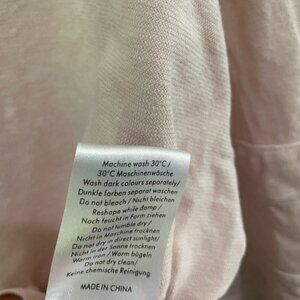 Machine wash 30°C /
30°C Maschinenwäsche
Wash dark colours separately/
Dunkle farben separat waschen
Do not bleach / Nicht bleichen
Reshape while damp /
Nach feucht in Form ziehen
Do not tumble dry /
Nicht in Maschine trocknen
Do not dry in direct sunlight/
Nicht in der Sonne trocknen
Warm iron / Warm bügeln
Do not dry clean/
Keine chemische Reinigung
MADE IN CHINA